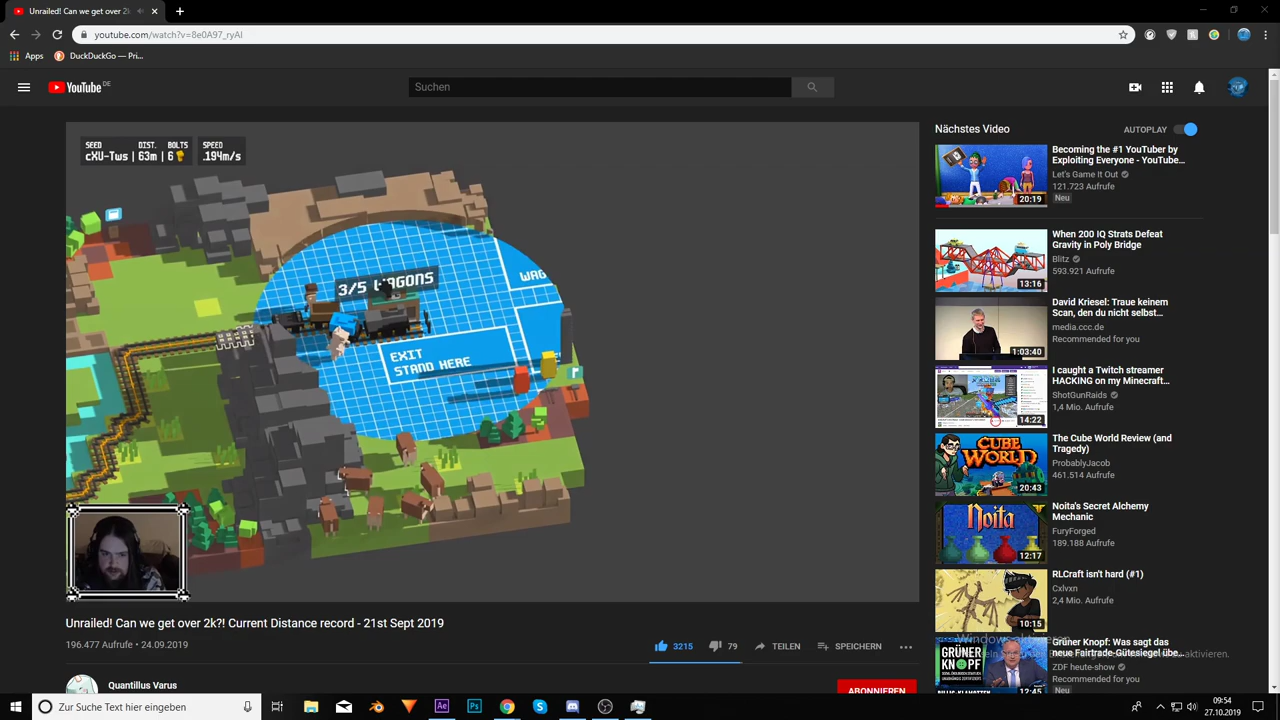 Unrailed! Can we get over 2k
youtube.com/watch?v=8e0A97_ryAI
Apps
DuckDuckGo — Pri...
YouTube DE
Suchen
SEED DIST. BOLTS
cXU-Tws | 63m | 6
SPEED
.194m/s
3/5 WAGONS
WAG
EXIT
STAND HERE
Unrailed! Can we get over 2k?! Current Distance record - 21st Sept 2019
196.477 Aufrufe • 24.09.2019
3215
79
TEILEN
SPEICHERN
Quantillus Varus
ABONNIEREN
Nächstes Video
AUTOPLAY
20:19
Becoming the #1 YouTuber by
Exploiting Everyone - YouTube...
Let's Game It Out
121.723 Aufrufe
Neu
13:16
When 200 IQ Strats Defeat
Gravity in Poly Bridge
Blitz
593.921 Aufrufe
1:03:40
David Kriesel: Traue keinem
Scan, den du nicht selbst...
media.ccc.de
Recommended for you
14:22
I caught a Twitch streamer
HACKING on my Minecraft...
ShotGunRaids
1,4 Mio. Aufrufe
CUBE
WORLD
20:43
The Cube World Review (and
Tragedy)
ProbablyJacob
461.514 Aufrufe
Noita
12:17
Noita's Secret Alchemy
Mechanic
FuryForged
189.188 Aufrufe
10:15
RLCraft isn't hard (#1)
Cxlvxn
2,4 Mio. Aufrufe
GRÜNER
KNOPF
12:45
Grüner Knopf: Was sagt das
neue Fairtrade-Gütesiegel übe...
ZDF heute-show
Recommended for you
Neu
Windows aktivieren
aktivieren.
Zur Suche Text hier eingeben
Ae
Ps
09:54
27.10.2019